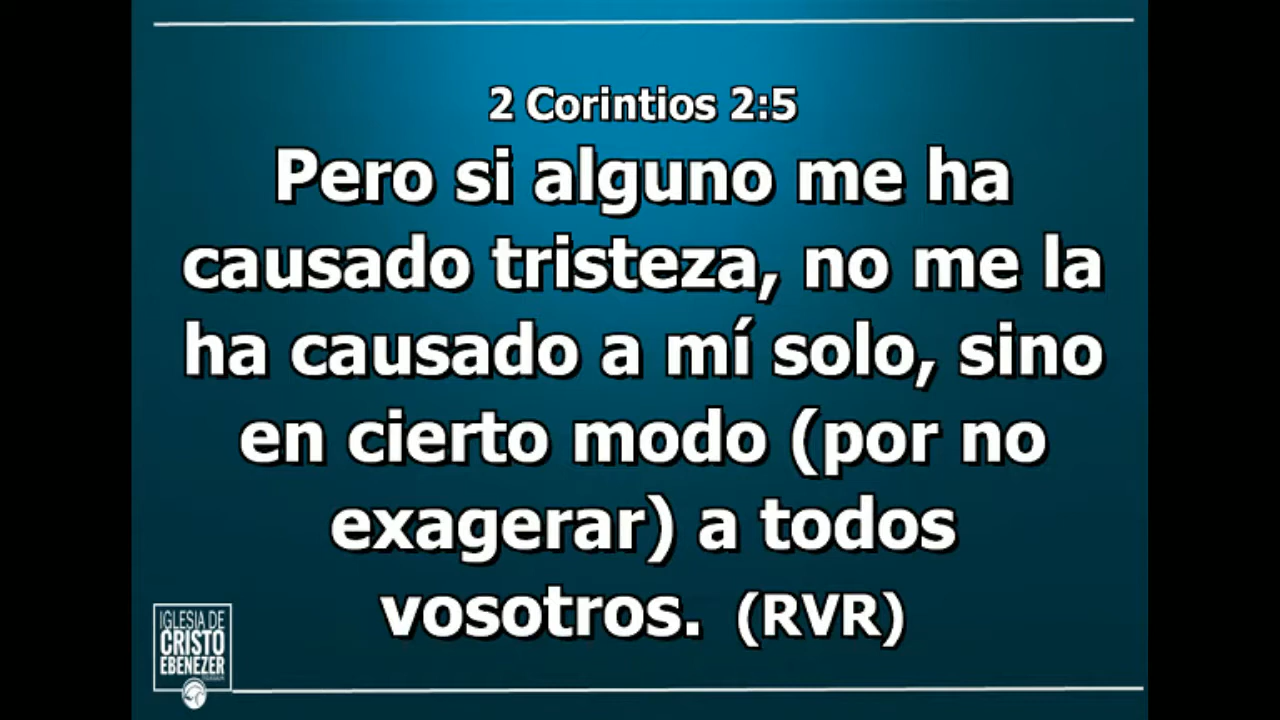 2 Corintios 2:5
Pero si alguno me ha
causado tristeza, no me la
ha causado a mí solo, sino
en cierto modo (por no
exagerar) a todos
vosotros. (RVR)
IGLESIA DE
CRISTO
EBENEZER